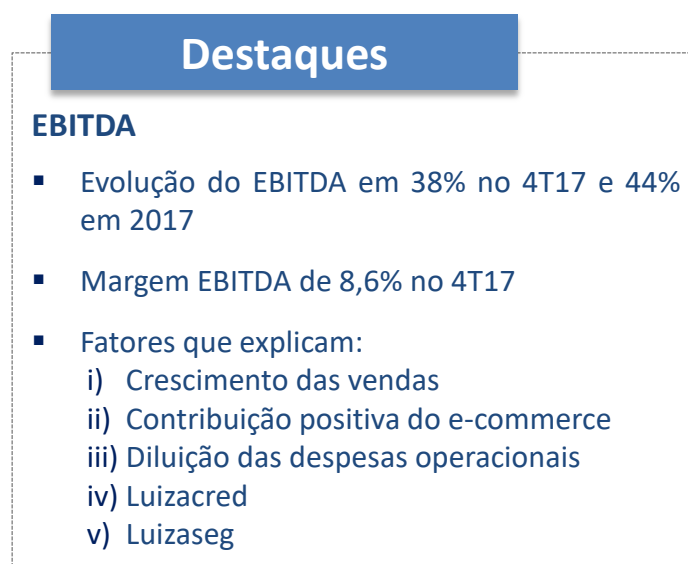 Destaques
EBITDA
▪ Evolução do EBITDA em 38% no 4T17 e 44%
em 2017
▪ Margem EBITDA de 8,6% no 4T17
▪ Fatores que explicam:
i) Crescimento das vendas
ii) Contribuição positiva do e-commerce
iii) Diluição das despesas operacionais
iv) Luizacred
v) Luizaseg